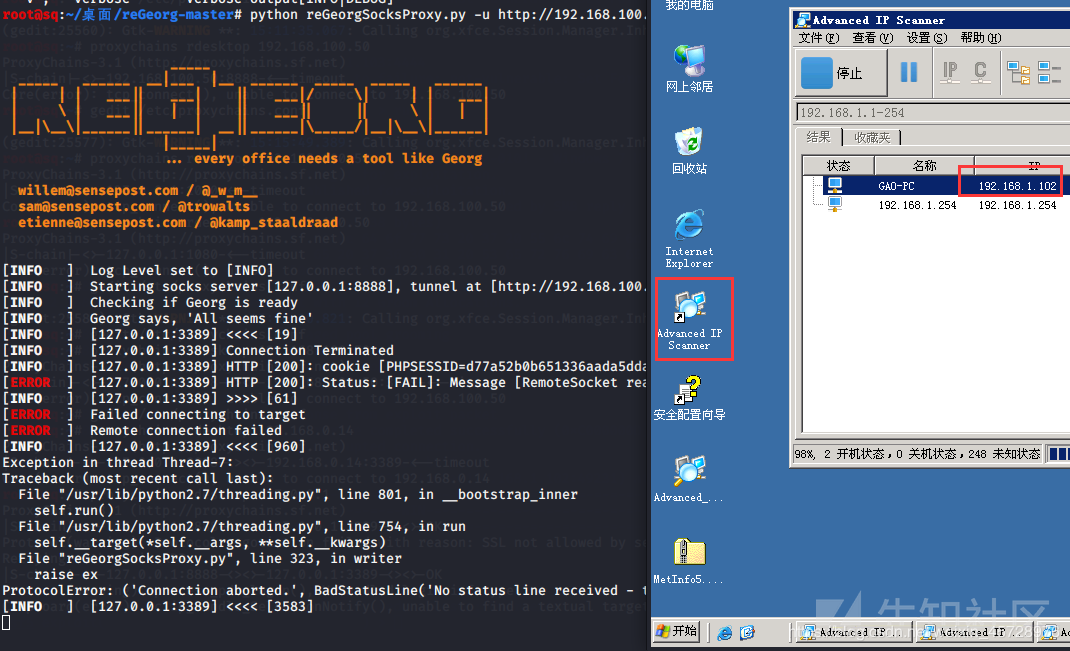 root@sq:~/桌面/reGeorg-master# python reGeorgSocksProxy.py -u http://192.168.100.
... every office needs a tool like Georg
willem@sensepost.com / @_w_m__
sam@sensepost.com / @trowalts
etienne@sensepost.com / @kamp_staaldraad
[INFO   ]  Log Level set to [INFO]
[INFO   ]  Starting socks server [127.0.0.1:8888], tunnel at [http://192.168.100.
[INFO   ]  Checking if Georg is ready
[INFO   ]  Georg says, 'All seems fine'
[INFO   ]  [127.0.0.1:3389] <<<< [19]
[INFO   ]  [127.0.0.1:3389] Connection Terminated
[INFO   ]  [127.0.0.1:3389] HTTP [200]: cookie [PHPSESSID=d77a52b0b651336aada5dda
[ERROR  ]  [127.0.0.1:3389] HTTP [200]: Status: [FAIL]: Message [RemoteSocket rea
[INFO   ]  [127.0.0.1:3389] >>>> [61]
[ERROR  ]  Failed connecting to target
[ERROR  ]  Remote connection failed
[INFO   ]  [127.0.0.1:3389] <<<< [960]
Exception in thread Thread-7:
Traceback (most recent call last):
File "/usr/lib/python2.7/threading.py", line 801, in __bootstrap_inner
self.run()
File "/usr/lib/python2.7/threading.py", line 754, in run
self.__target(*self.__args, **self.__kwargs)
File "reGeorgSocksProxy.py", line 323, in writer
raise ex
ProtocolError: ('Connection aborted.', BadStatusLine('No status line received -
[INFO   ]  [127.0.0.1:3389] <<<< [3583]
我的电脑
网上邻居
回收站
Internet
Explorer
Advanced IP
Scanner
安全配置向导
Advanced_...
MetInfo5....
Advanced IP Scanner
文件(F) 查看(V) 设置(S) 帮助(H)
停止
IP C
192.168.1.1-254
结果 收藏夹
状态 名称 IP
GAO-PC 192.168.1.102
192.168.1.254 192.168.1.254
98%, 2 开机状态, 0 关机状态, 248 未知状态
先知社区
开始 Advanced IP ... Advanced IP ...